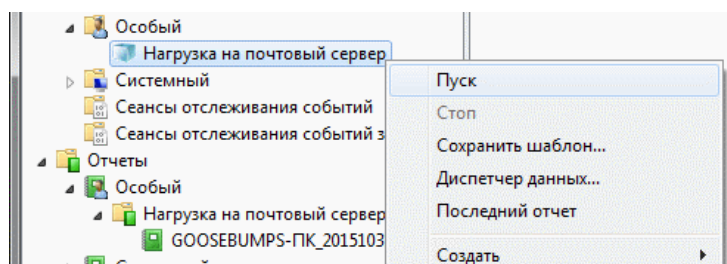 Особый
Нагрузка на почтовый сервер
Системный
Сеансы отслеживания событий
Сеансы отслеживания событий з
Отчеты
Особый
Нагрузка на почтовый сервер
GOOSEBUMPS-ПК_2015103
Пуск
Стоп
Сохранить шаблон...
Диспетчер данных...
Последний отчет
Создать